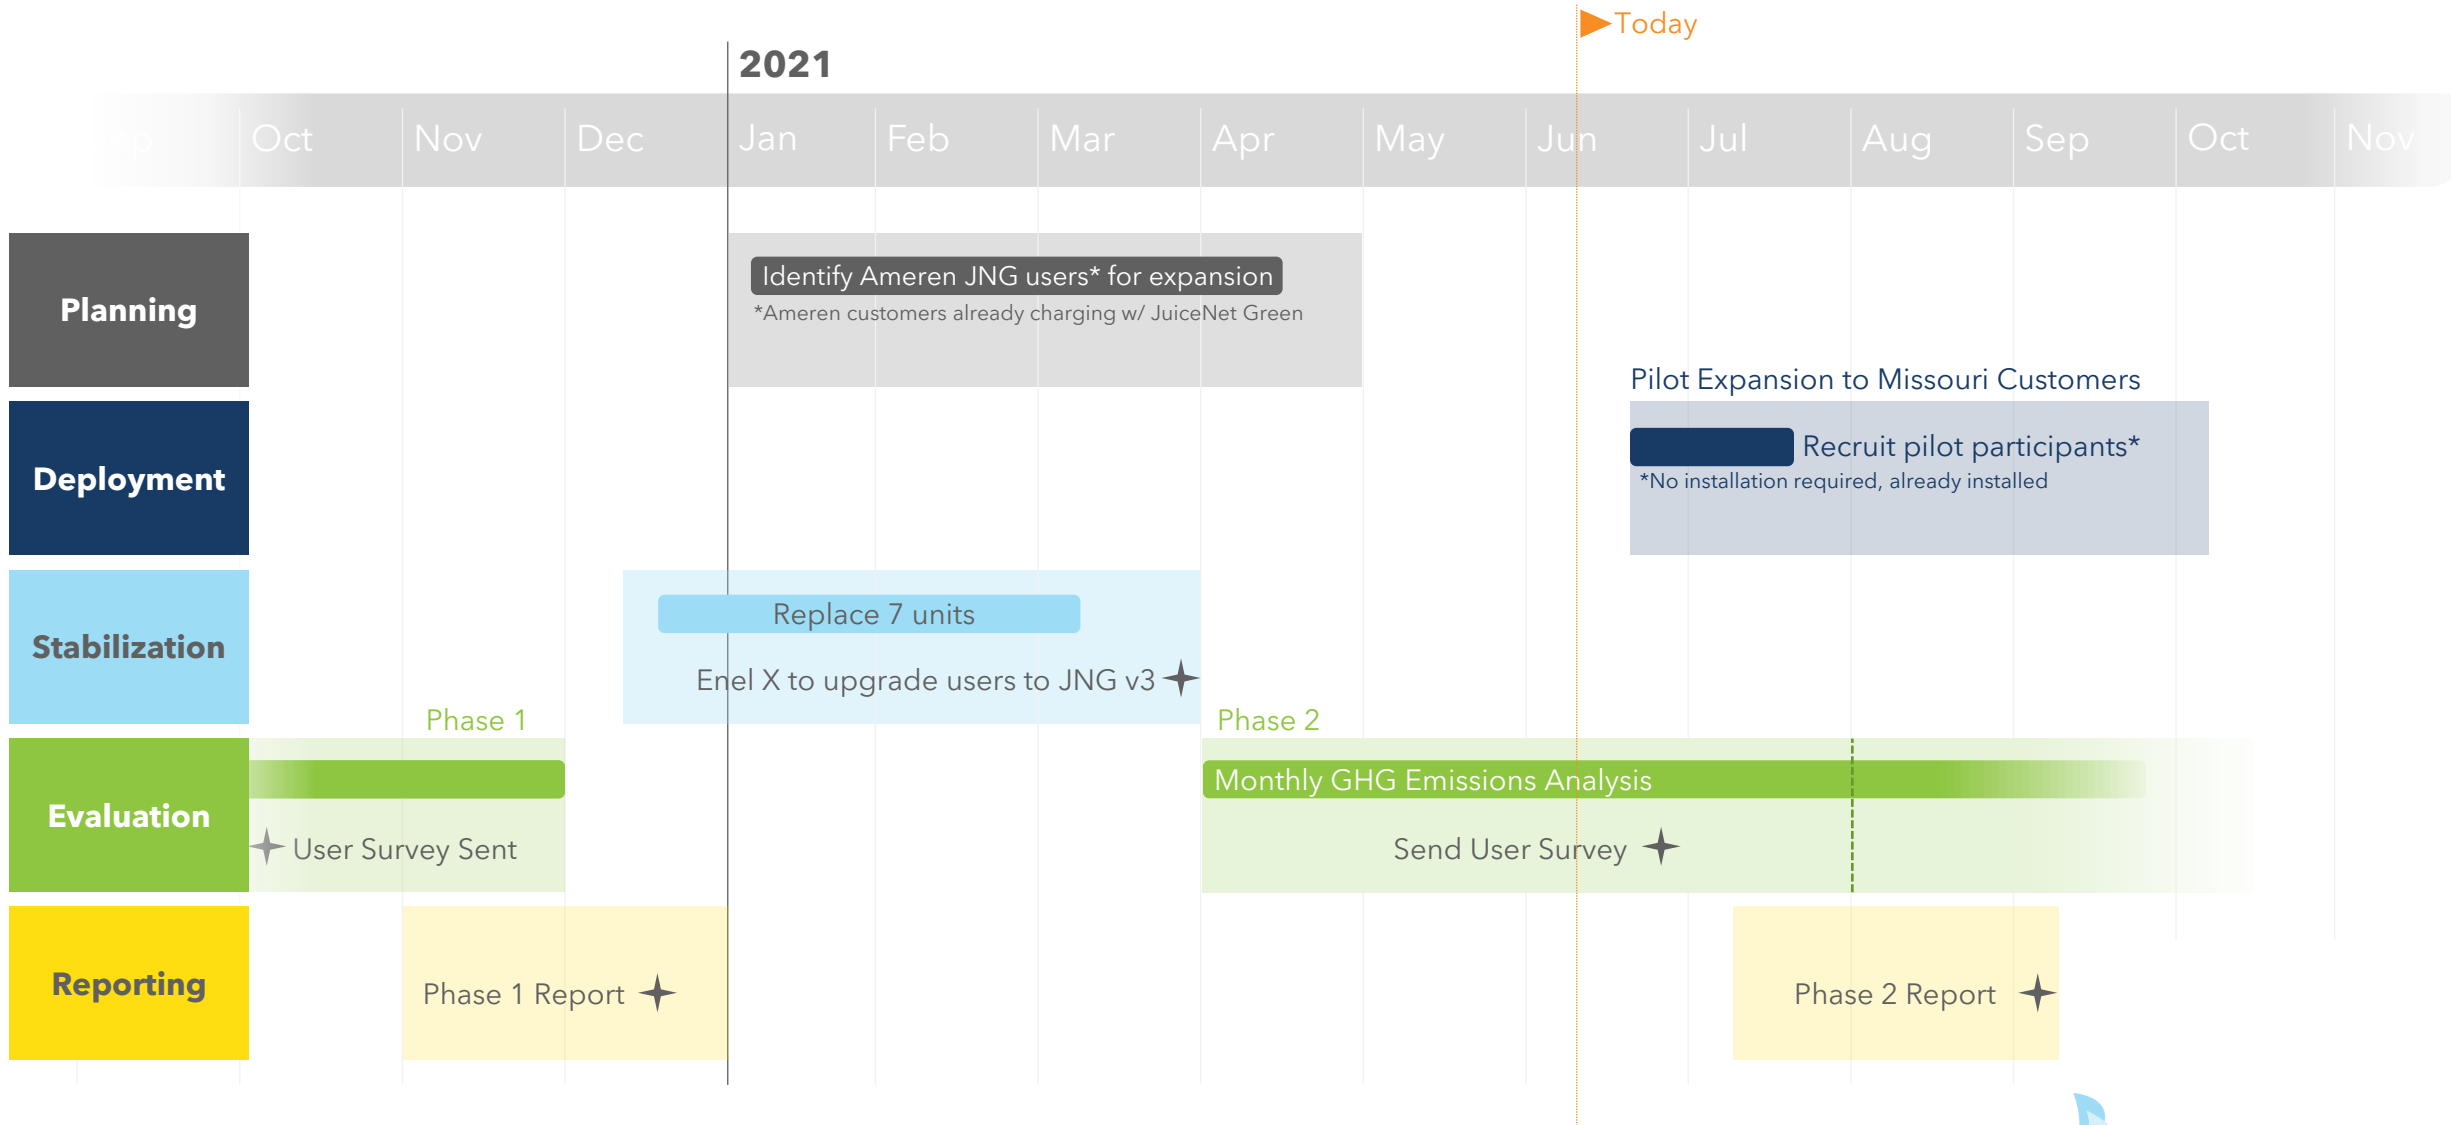 Today
2021
Oct Nov Dec Jan Feb Mar Apr May Jun Jul Aug Sep Oct Nov
Planning
Identify Ameren JNG users* for expansion
*Ameren customers already charging w/ JuiceNet Green
Pilot Expansion to Missouri Customers
Deployment
Recruit pilot participants*
*No installation required, already installed
Stabilization
Replace 7 units
Enel X to upgrade users to JNG v3
Phase 1
Phase 2
Evaluation
Monthly GHG Emissions Analysis
User Survey Sent
Send User Survey
Reporting
Phase 1 Report
Phase 2 Report